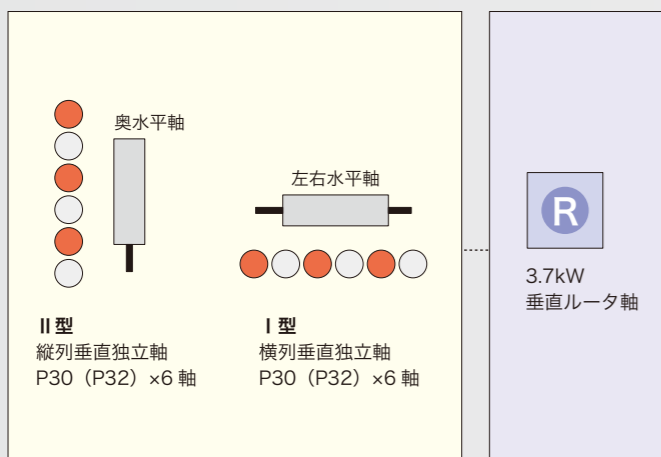 奥水平軸
II型
縦列垂直独立軸
P30（P32）×6 軸
左右水平軸
I 型
横列垂直独立軸
P30（P32）×6 軸
R
3.7kW
垂直ルータ軸